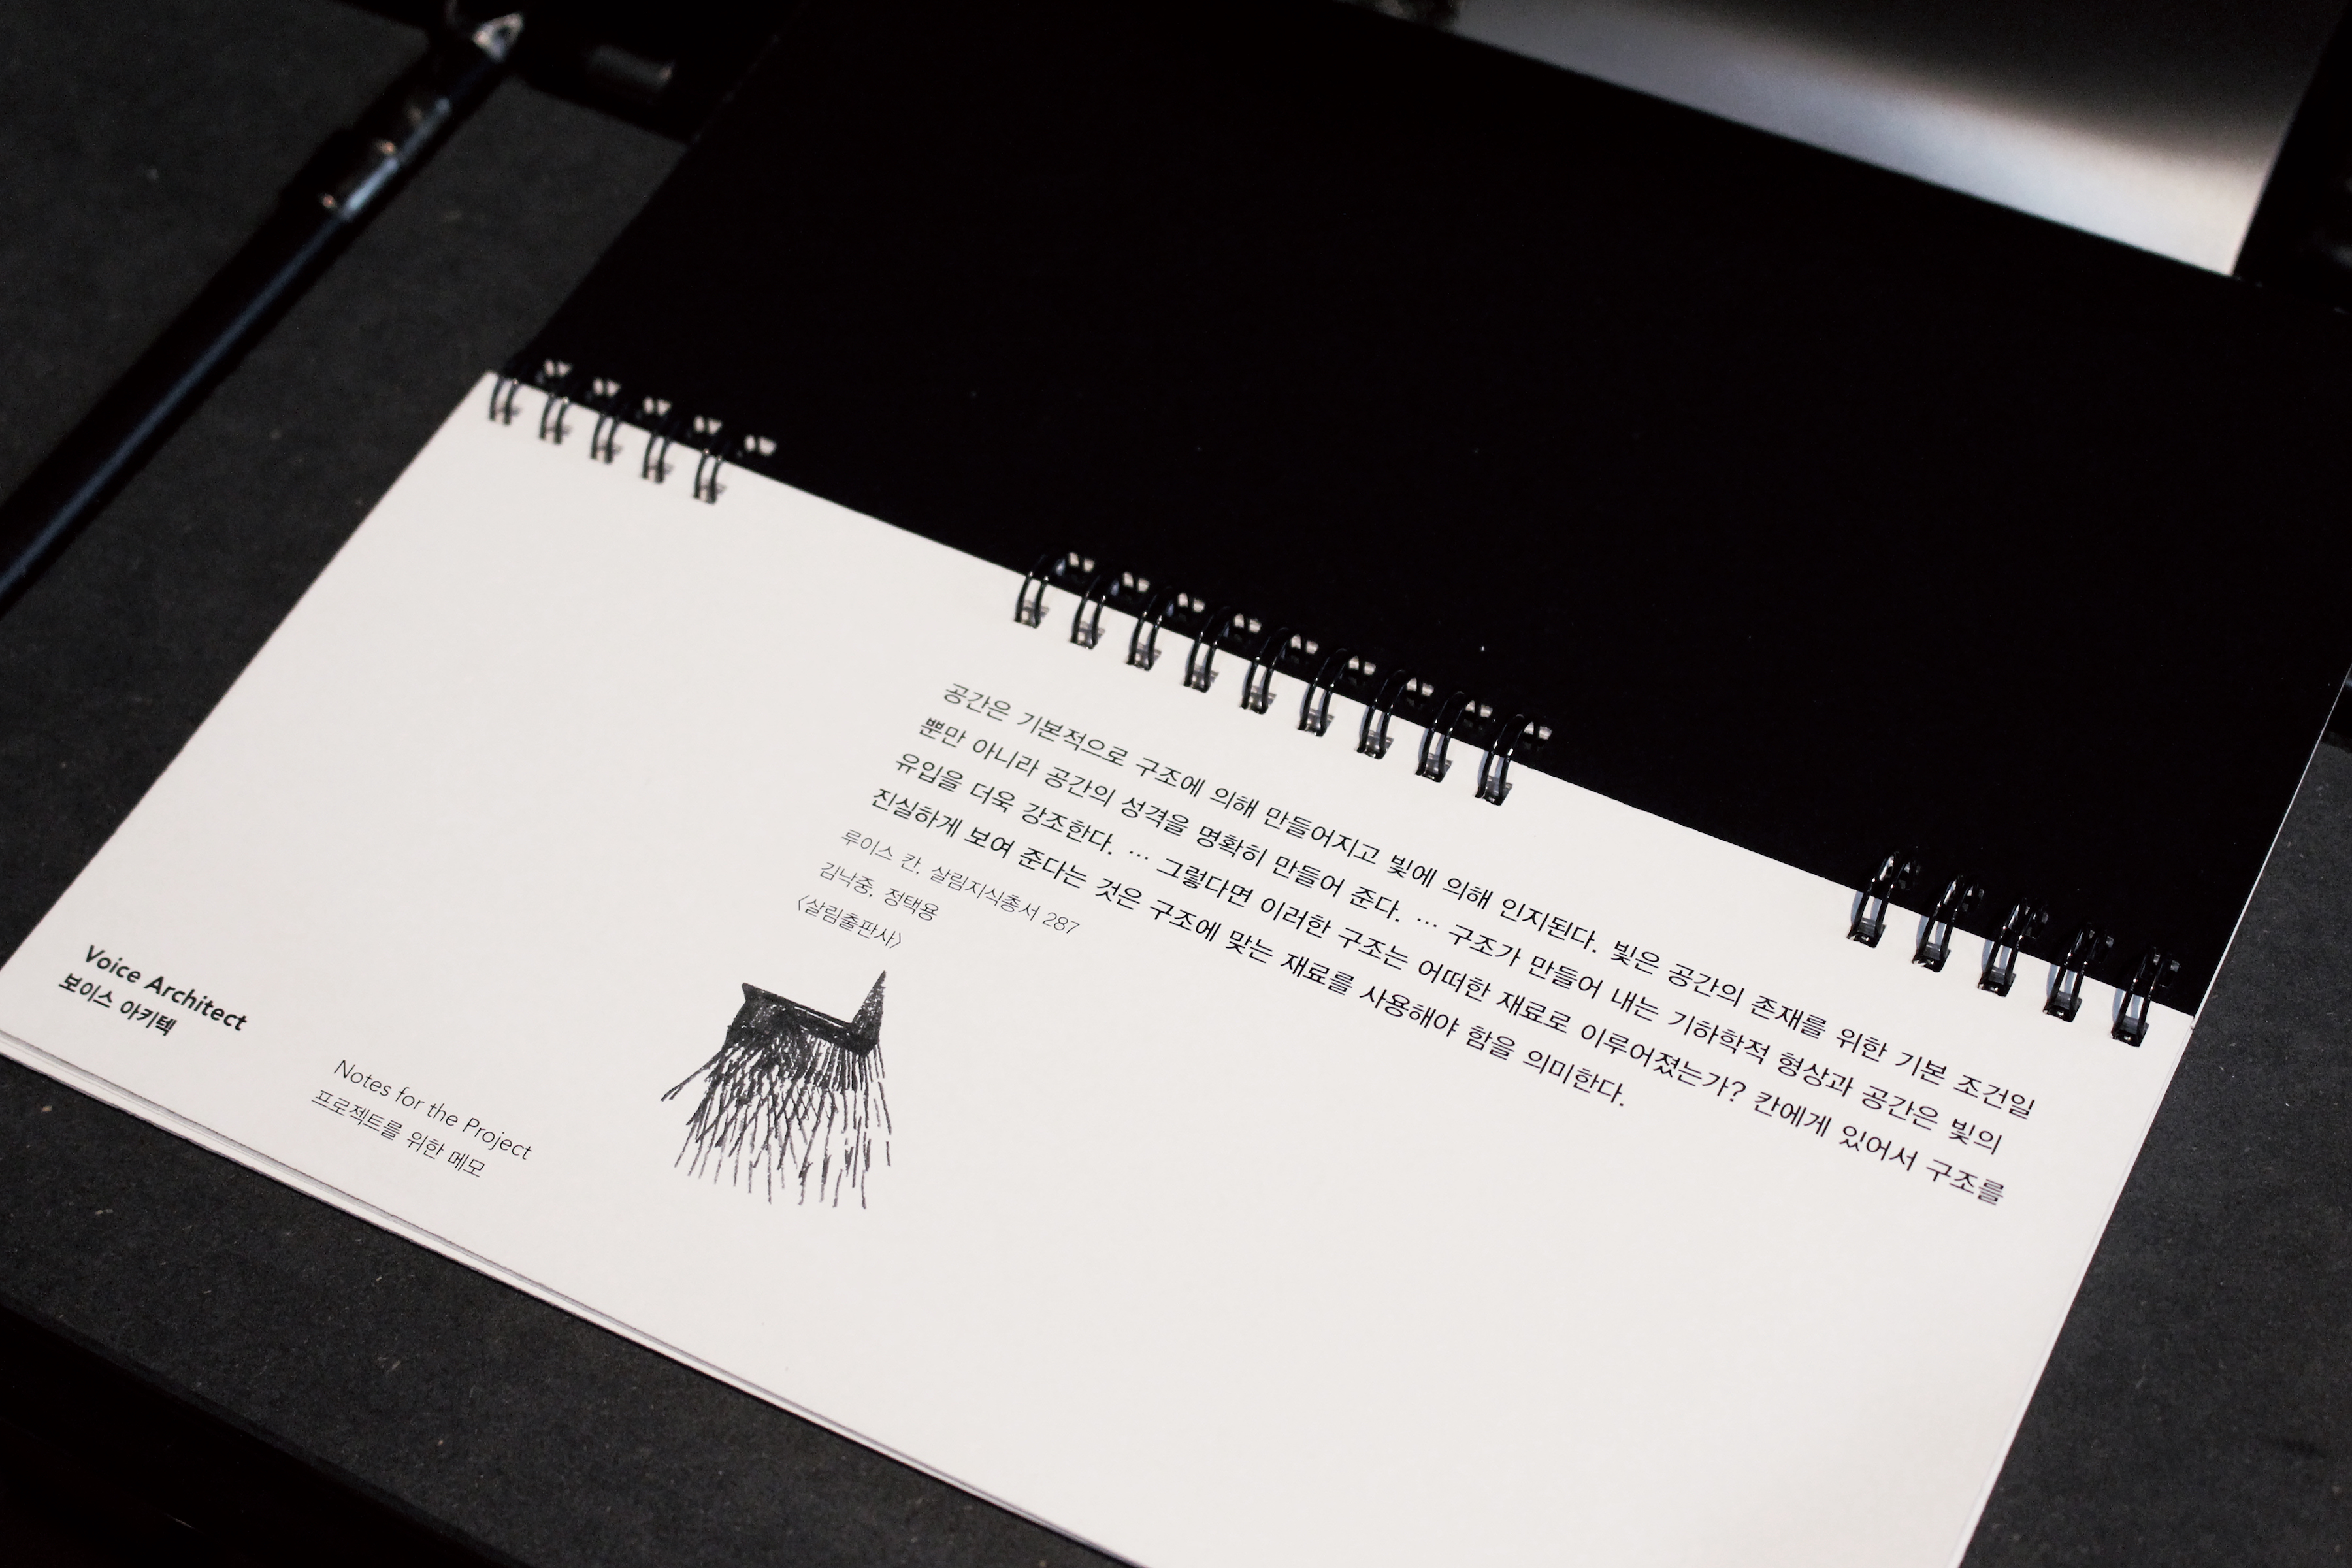 공간은 기본적으로 구조에 의해 만들어지고 빛에 의해 인지된다. 빛은 공간의 존재를 위한 기본 조건일
뿐만 아니라 공간의 성격을 명확히 만들어 준다. … 구조가 만들어 내는 기하학적 형상과 공간은 빛의
유입을 더욱 강조한다. … 그렇다면 이러한 구조는 어떠한 재료로 이루어졌는가? 칸에게 있어서 구조를
진실하게 보여 준다는 것은 구조에 맞는 재료를 사용해야 함을 의미한다.
루이스 칸, 살림지식총서 287
김낙중, 정택용
〈살림출판사〉
Voice Architect
보이스 아키텍
Notes for the Project
프로젝트를 위한 메모